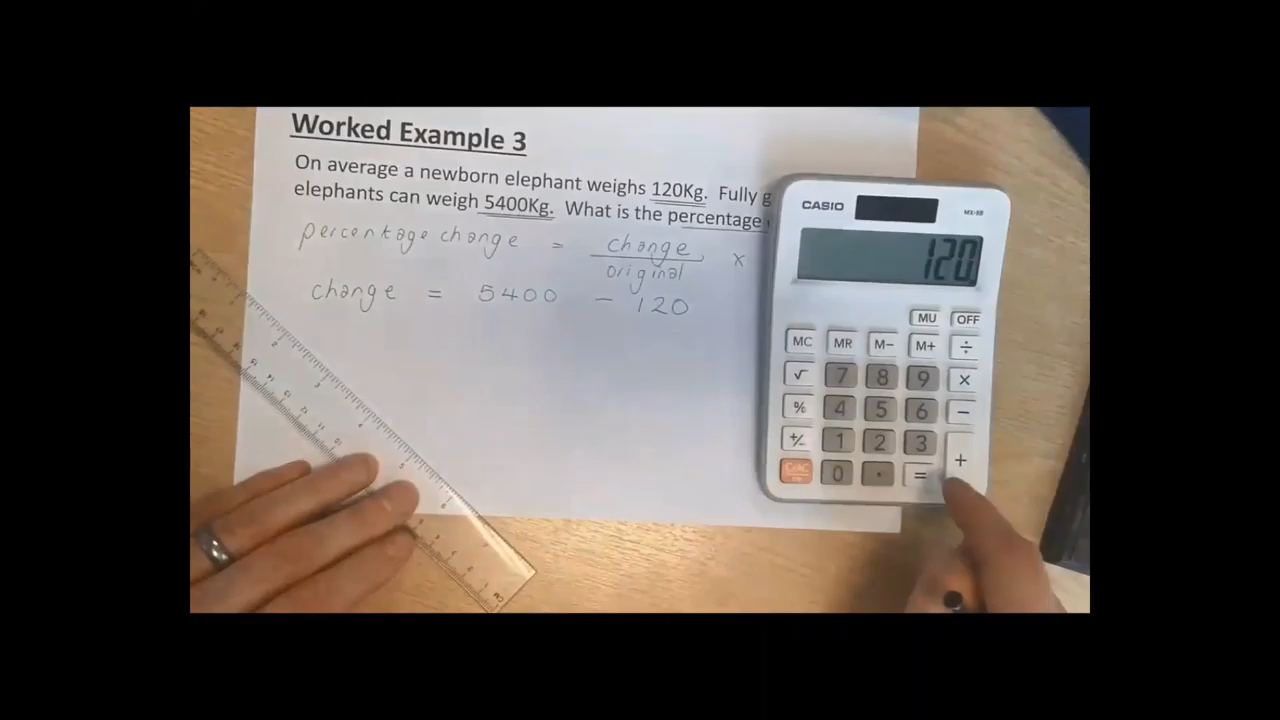 Worked Example 3
On average a newborn elephant weighs 120Kg. Fully g
elephants can weigh 5400Kg. What is the percentage
percentage change = change / original ×
change = 5400 - 120
CASIO
120
MU OFF
MC MR M- M+ ÷
√ 7 8 9 ×
% 4 5 6 −
+/- 1 2 3 +
0 . =
CM